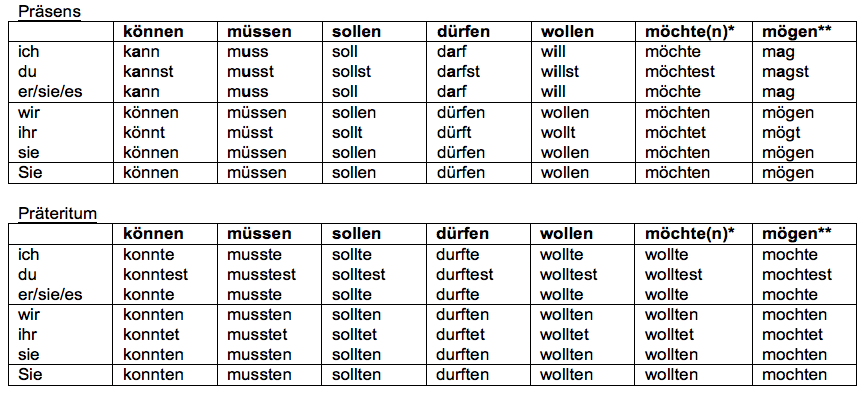 Präsens
können müssen sollen dürfen wollen möchte(n)* mögen**
ich kann muss soll darf will möchte mag
du kannst musst sollst darfst willst möchtest magst
er/sie/es kann muss soll darf will möchte mag
wir können müssen sollen dürfen wollen möchten mögen
ihr könnt müsst sollt dürft wollt möchtet mögt
sie können müssen sollen dürfen wollen möchten mögen
Sie können müssen sollen dürfen wollen möchten mögen
Präteritum
können müssen sollen dürfen wollen möchte(n)* mögen**
ich konnte musste sollte durfte wollte wollte mochte
du konntest musstest solltest durftest wolltest wolltest mochtest
er/sie/es konnte musste sollte durfte wollte wollte mochte
wir konnten mussten sollten durften wollten wollten mochten
ihr konntet musstet solltet durftet wolltet wolltet mochtet
sie konnten mussten sollten durften wollten wollten mochten
Sie konnten mussten sollten durften wollten wollten mochten